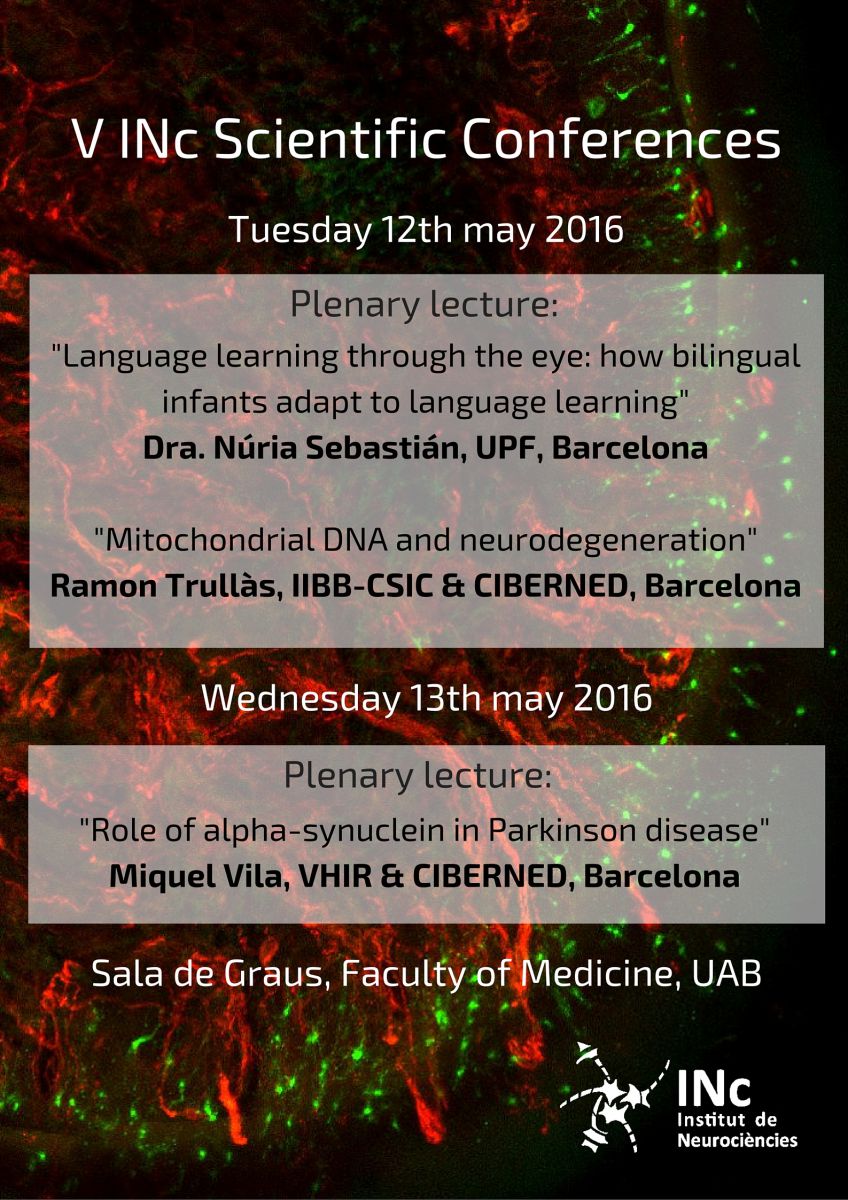 V INc Scientific Conferences
Tuesday 12th may 2016
Plenary lecture:
"Language learning through the eye: how bilingual
infants adapt to language learning"
Dra. Núria Sebastián, UPF, Barcelona
"Mitochondrial DNA and neurodegeneration"
Ramon Trullàs, IIBB-CSIC & CIBERNED, Barcelona
Wednesday 13th may 2016
Plenary lecture:
"Role of alpha-synuclein in Parkinson disease"
Miquel Vila, VHIR & CIBERNED, Barcelona
Sala de Graus, Faculty of Medicine, UAB
INc
Institut de
Neurociències